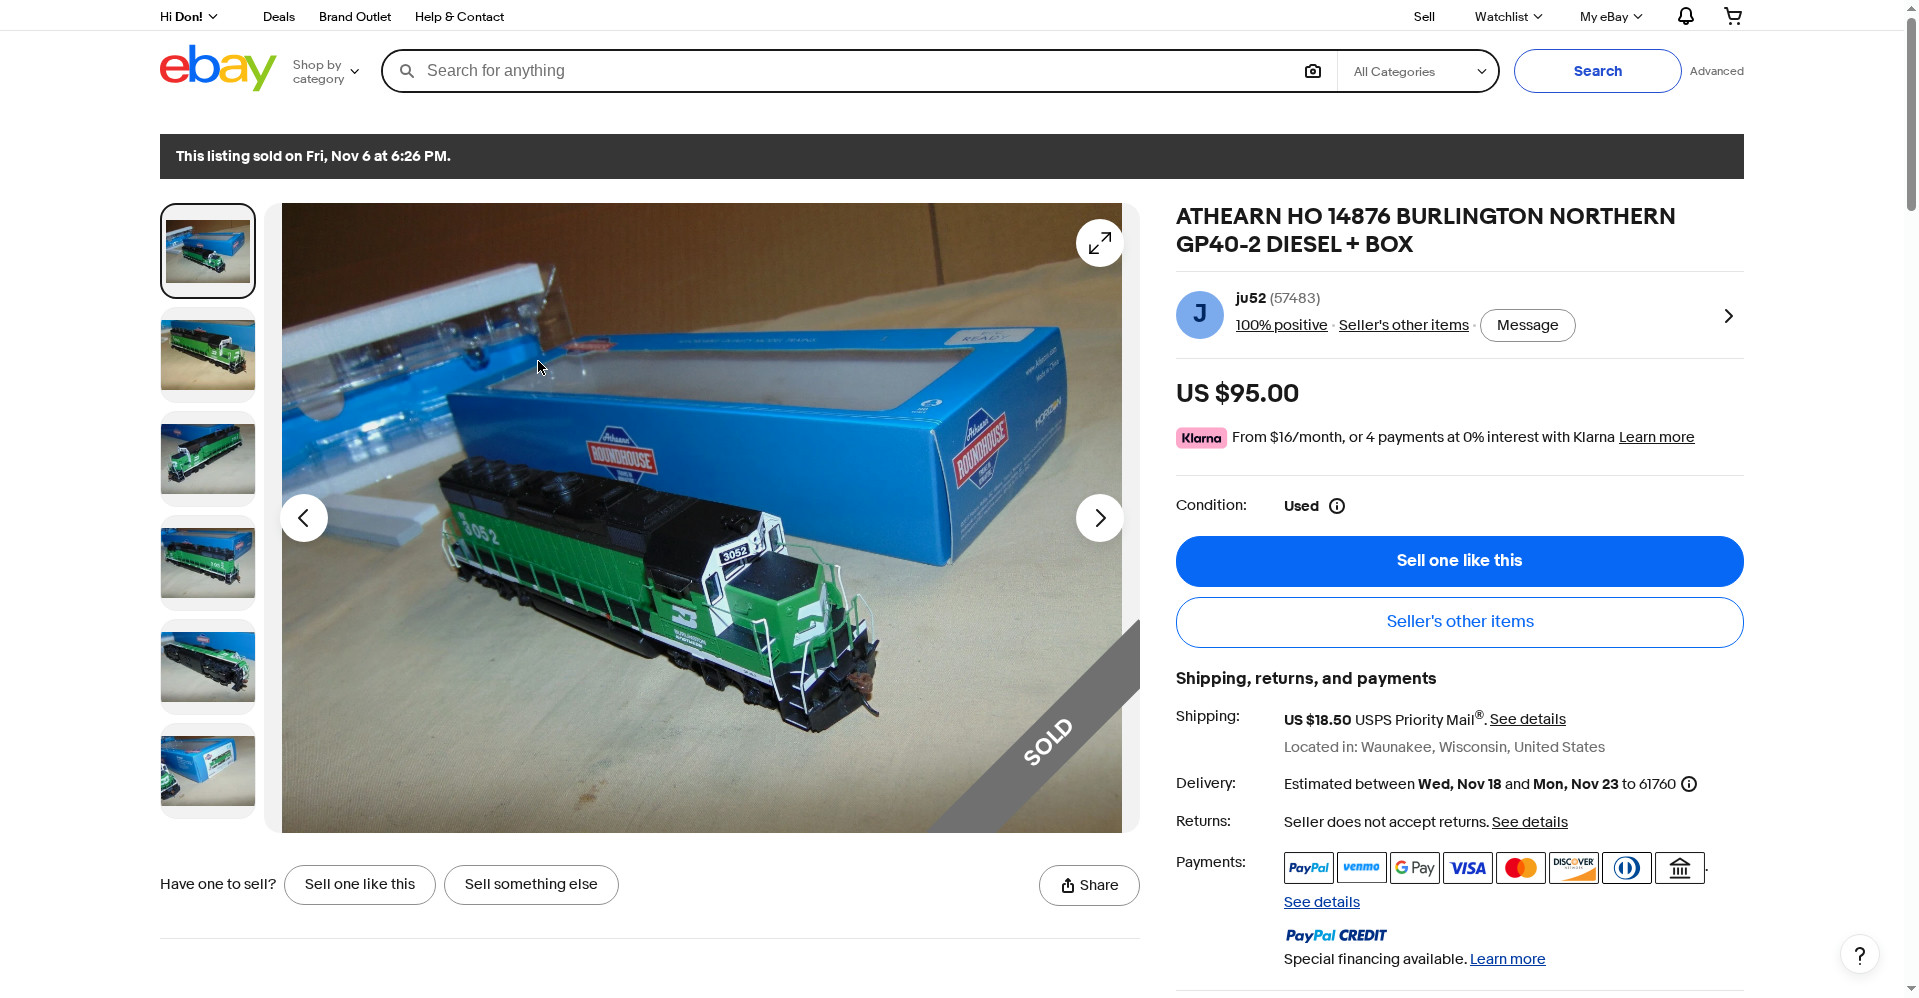 Hi Don!
Deals
Brand Outlet
Help & Contact
Sell
Watchlist
My eBay
ebay
Shop by
category
Search for anything
All Categories
Search
Advanced
This listing sold on Fri, Nov 6 at 6:26 PM.
READY
Athearn
ROUNDHOUSE
Athearn
ROUNDHOUSE
HORIZON
3052
3052
BURLINGTON
NORTHERN
SOLD
Have one to sell?
Sell one like this
Sell something else
Share
ATHEARN HO 14876 BURLINGTON NORTHERN
GP40-2 DIESEL + BOX
J
ju52 (57483)
100% positive · Seller's other items · Message
US $95.00
Klarna From $16/month, or 4 payments at 0% interest with Klarna Learn more
Condition: Used
Sell one like this
Seller's other items
Shipping, returns, and payments
Shipping: US $18.50 USPS Priority Mail®. See details
Located in: Waunakee, Wisconsin, United States
Delivery: Estimated between Wed, Nov 18 and Mon, Nov 23 to 61760
Returns: Seller does not accept returns. See details
Payments: PayPal venmo G Pay VISA DISCOVER .
See details
PayPal CREDIT
Special financing available. Learn more
?